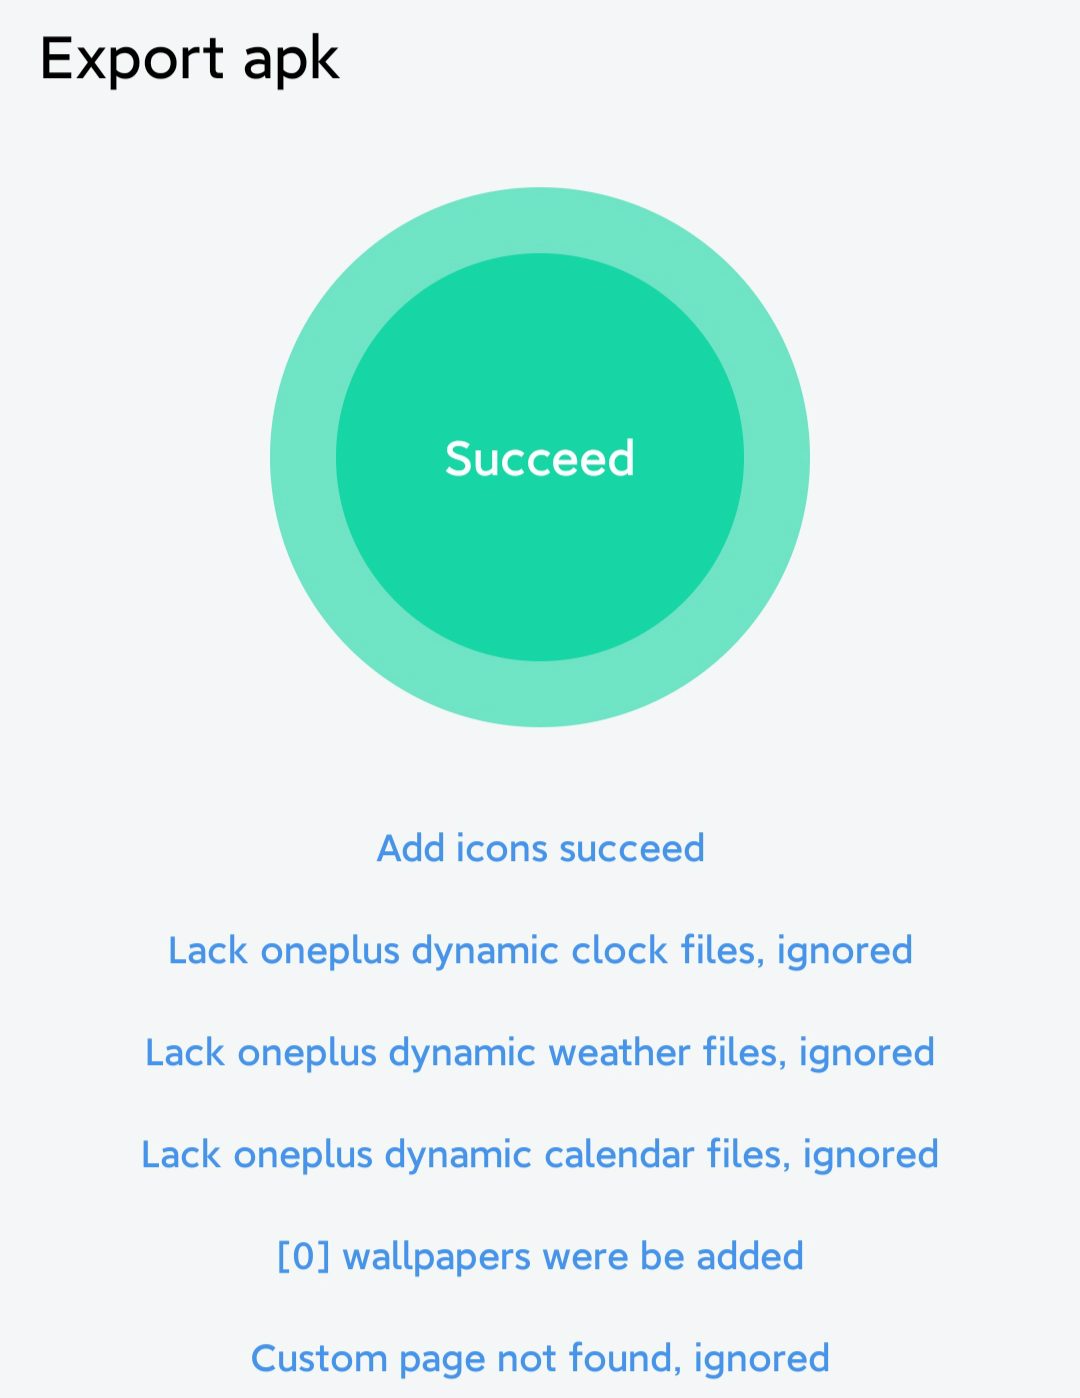 Export apk
Succeed
Add icons succeed
Lack oneplus dynamic clock files, ignored
Lack oneplus dynamic weather files, ignored
Lack oneplus dynamic calendar files, ignored
[0] wallpapers were be added
Custom page not found, ignored